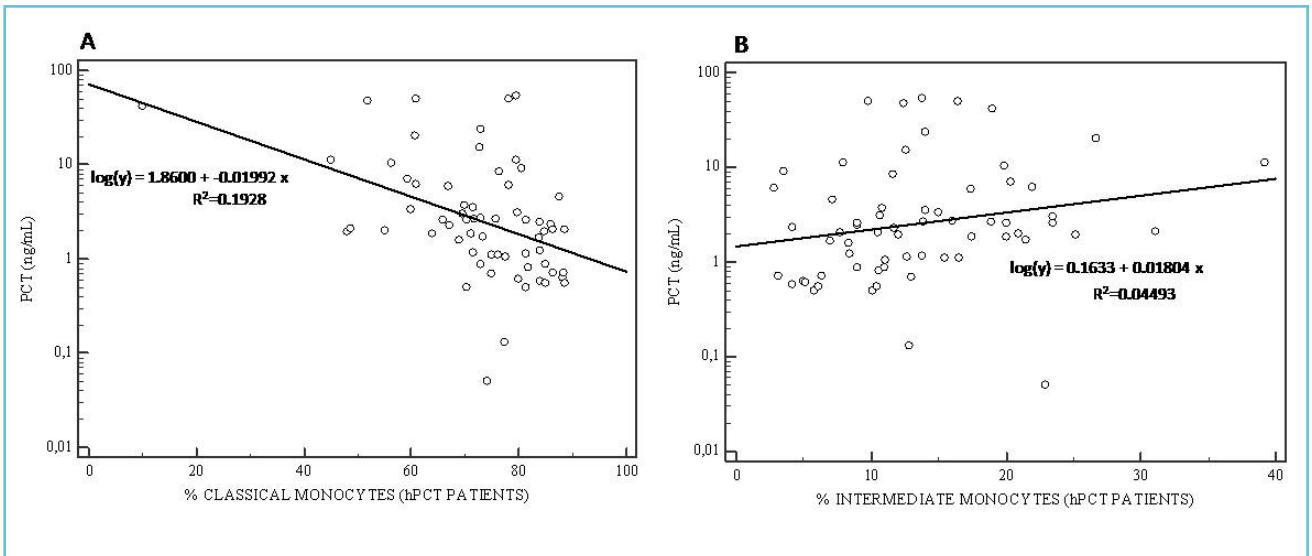 A
100
10
1
0,1
0,01
PCT (ng/mL)
log(y) = 1.8600 + -0.01992 x
R²=0.1928
0 20 40 60 80 100
% CLASSICAL MONOCYTES (hPCT PATIENTS)
B
100
10
1
0,1
0,01
PCT (ng/mL)
log(y) = 0.1633 + 0.01804 x
R²=0.04493
0 10 20 30 40
% INTERMEDIATE MONOCYTES (hPCT PATIENTS)